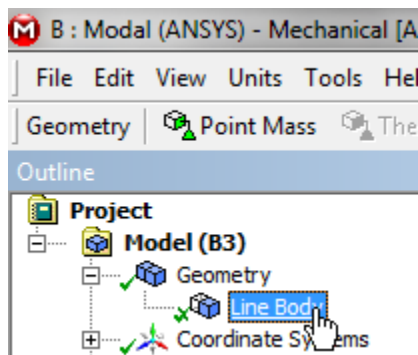 B : Modal (ANSYS) - Mechanical [A
File Edit View Units Tools Hel
Geometry Point Mass The
Outline
Project
Model (B3)
Geometry
Line Body
Coordinate Systems